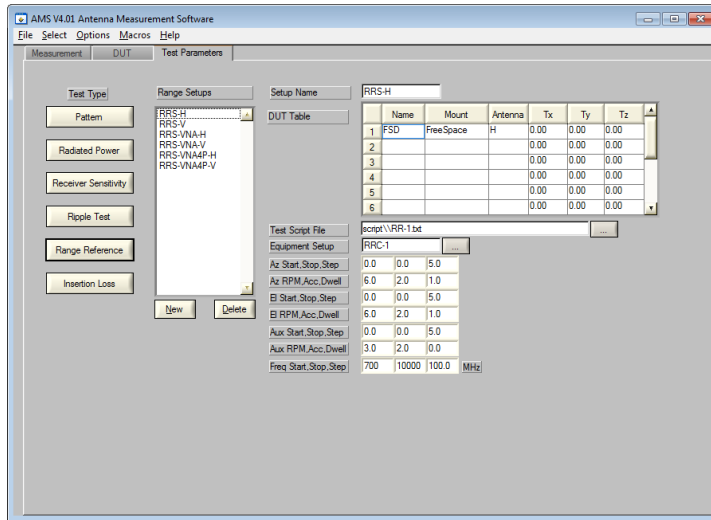 AMS V4.01 Antenna Measurement Software
File Select Options Macros Help
Measurement DUT Test Parameters
Test Type
Pattern
Radiated Power
Receiver Sensitivity
Ripple Test
Range Reference
Insertion Loss
Range Setups
RRS-H
RRS-V
RRS-VNA-H
RRS-VNA-V
RRS-VNA4P-H
RRS-VNA4P-V
New Delete
Setup Name RRS-H
DUT Table
Name Mount Antenna Tx Ty Tz
1 FSD FreeSpace H 0.00 0.00 0.00
2 0.00 0.00 0.00
3 0.00 0.00 0.00
4 0.00 0.00 0.00
5 0.00 0.00 0.00
6 0.00 0.00 0.00
Test Script File script\\RR-1.txt ...
Equipment Setup RRC-1 ...
Az Start,Stop,Step 0.0 0.0 5.0
Az RPM,Acc,Dwell 6.0 2.0 1.0
El Start,Stop,Step 0.0 0.0 5.0
El RPM,Acc,Dwell 6.0 2.0 1.0
Aux Start,Stop,Step 0.0 0.0 5.0
Aux RPM,Acc,Dwell 3.0 2.0 0.0
Freq Start,Stop,Step 700 10000 100.0 MHz